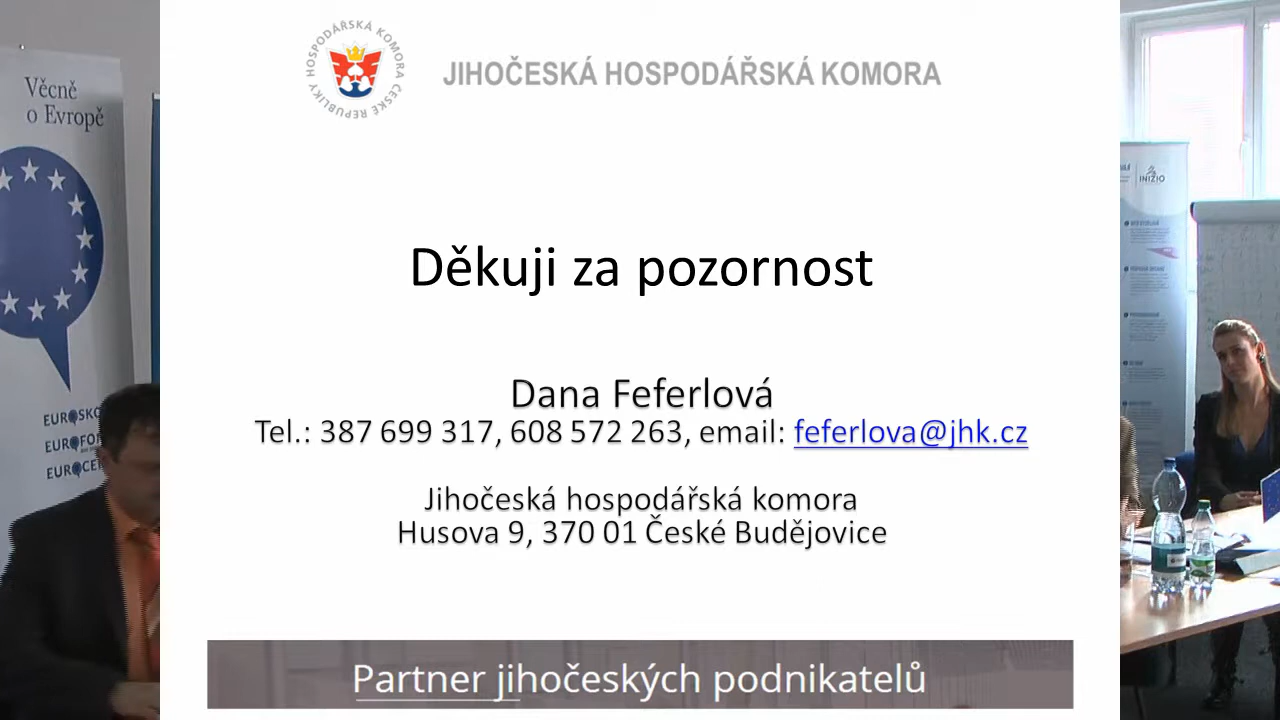 HOSPODÁŘSKÁ KOMORA ČESKÉ REPUBLIKY
JIHOČESKÁ HOSPODÁŘSKÁ KOMORA
Věcně
o Evropě
INIZIO
Děkuji za pozornost
Dana Feferlová
Tel.: 387 699 317, 608 572 263, email: feferlova@jhk.cz
Jihočeská hospodářská komora
Husova 9, 370 01 České Budějovice
Partner jihočeských podnikatelů